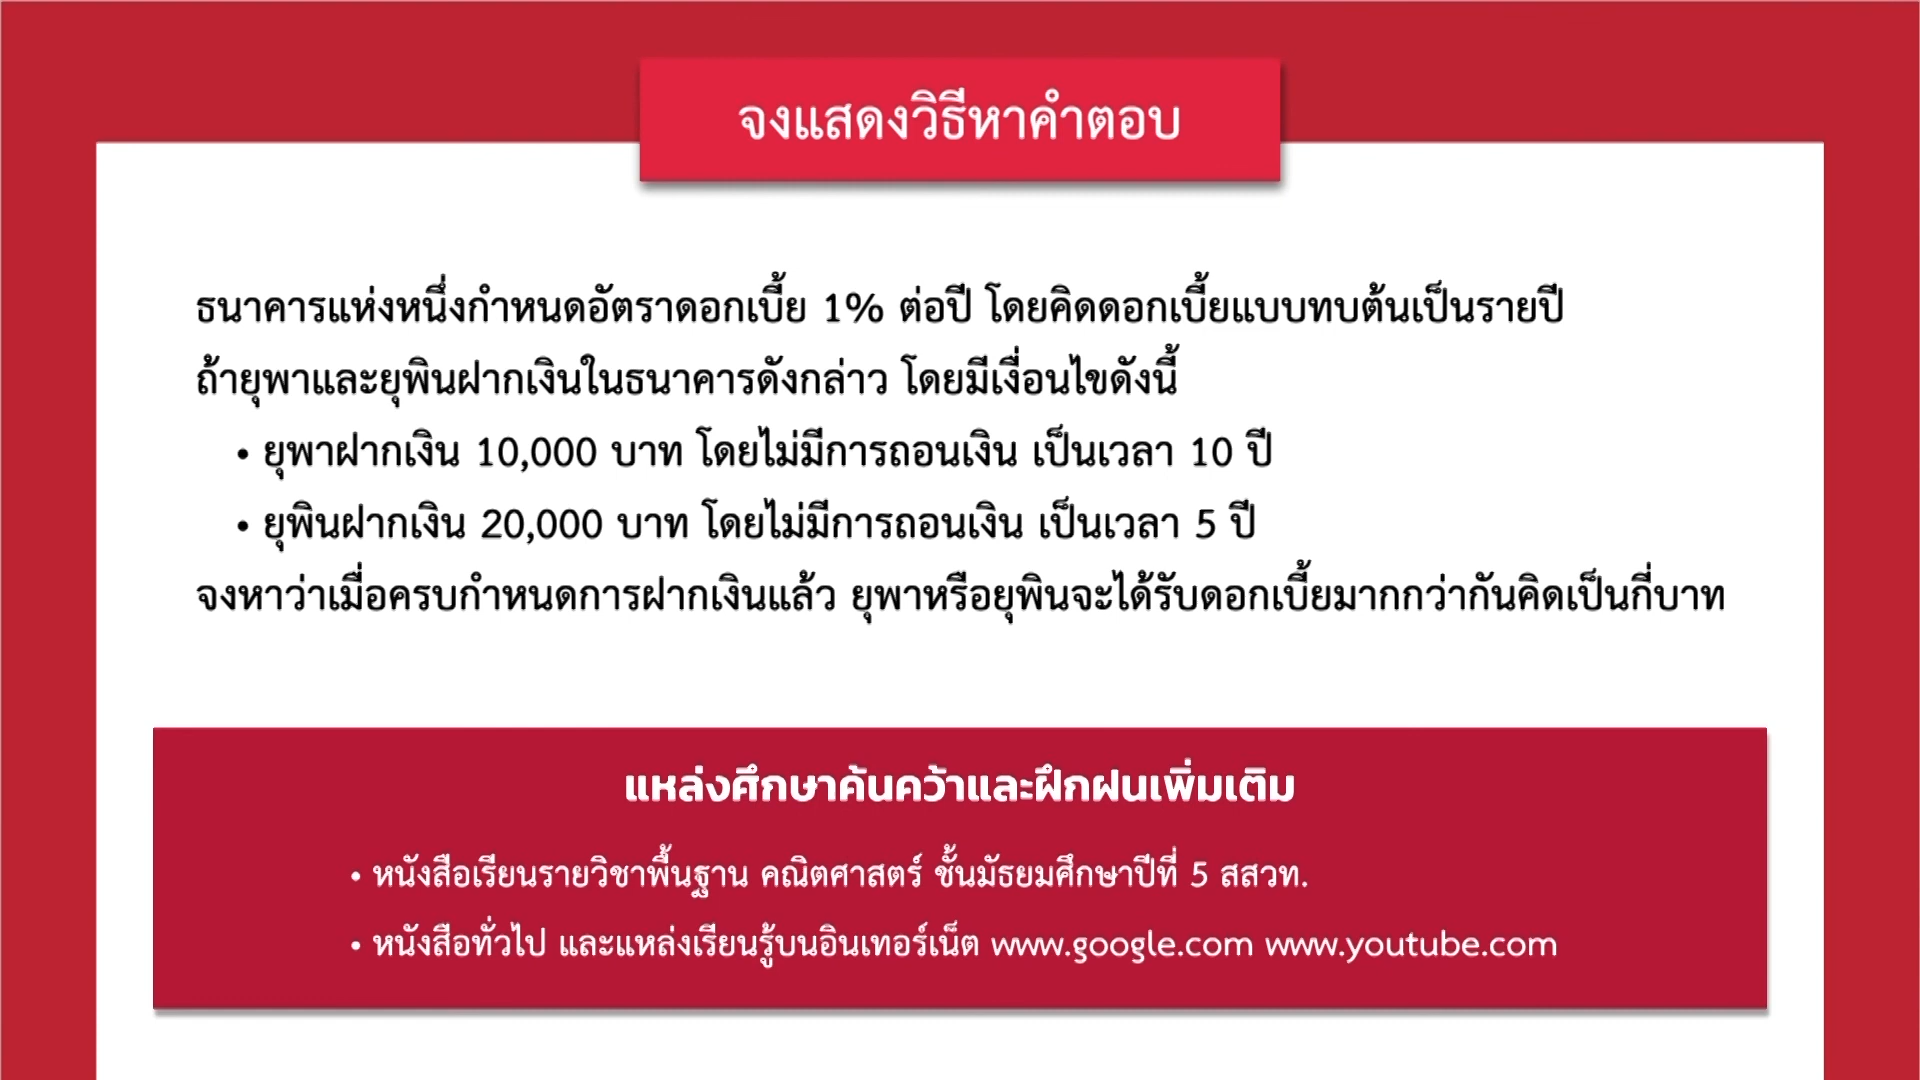 จงแสดงวิธีหาคำตอบ
ธนาคารแห่งหนึ่งกำหนดอัตราดอกเบี้ย 1% ต่อปี โดยคิดดอกเบี้ยแบบทบต้นเป็นรายปี
ถ้ายุพาและยุพินฝากเงินในธนาคารดังกล่าว โดยมีเงื่อนไขดังนี้
• ยุพาฝากเงิน 10,000 บาท โดยไม่มีการถอนเงิน เป็นเวลา 10 ปี
• ยุพินฝากเงิน 20,000 บาท โดยไม่มีการถอนเงิน เป็นเวลา 5 ปี
จงหาว่าเมื่อครบกำหนดการฝากเงินแล้ว ยุพาหรือยุพินจะได้รับดอกเบี้ยมากกว่ากันคิดเป็นกี่บาท
แหล่งศึกษาค้นคว้าและฝึกฝนเพิ่มเติม
• หนังสือเรียนรายวิชาพื้นฐาน คณิตศาสตร์ ชั้นมัธยมศึกษาปีที่ 5 สสวท.
• หนังสือทั่วไป และแหล่งเรียนรู้บนอินเทอร์เน็ต www.google.com www.youtube.com